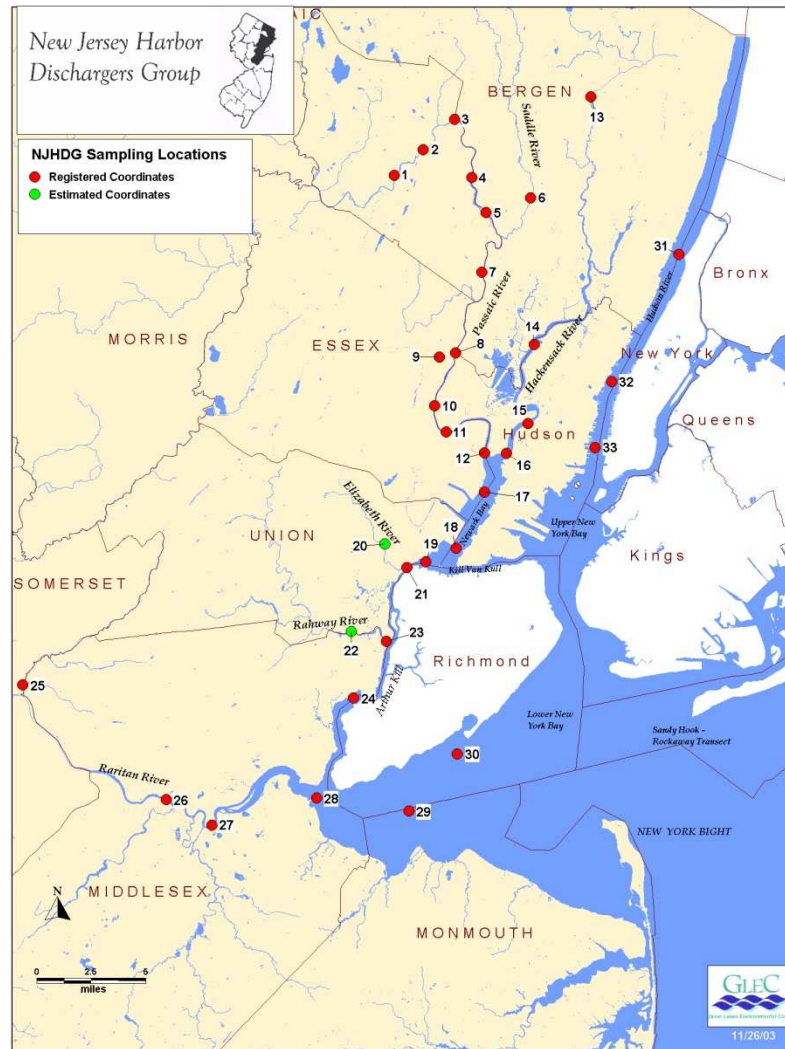 New Jersey Harbor
Dischargers Group
NJHDG Sampling Locations
Registered Coordinates
Estimated Coordinates
AIC
BERGEN
Saddle River
13
3
2
1
4
5
6
7
31
Bronx
Hudson River
Passaic River
MORRIS
ESSEX
14
8
9
Hackensack River
New York
32
10
15
Queens
11
Hudson
33
12
16
17
Elizabeth River
UNION
18
Newark Bay
Upper New
York Bay
20
19
Kings
SOMERSET
21
Kill Van Kull
Rahway River
22
23
Richmond
25
24
Arthur Kill
Lower New
York Bay
Sandy Hook -
Rockaway Transect
30
Raritan River
26
28
29
27
NEW YORK BIGHT
MIDDLESEX
N
MONMOUTH
0 2.5 5
miles
GLEC
11/26/03